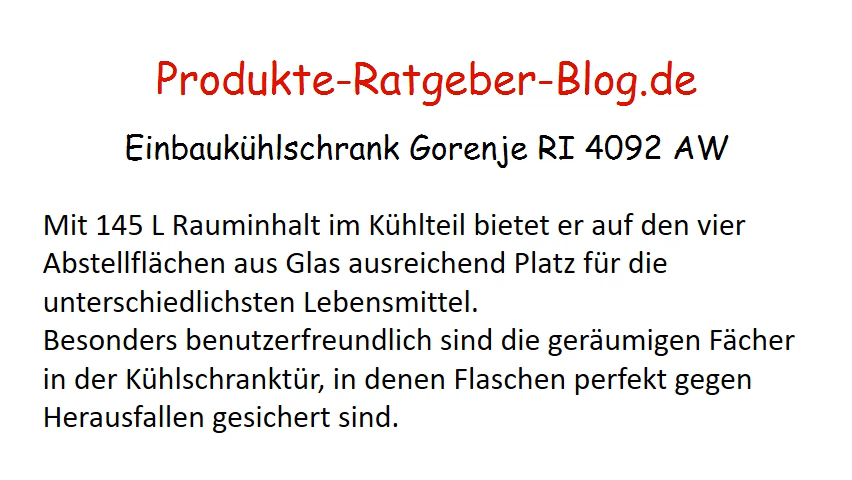 Produkte-Ratgeber-Blog.de
Einbaukühlschrank Gorenje RI 4092 AW
Mit 145 L Rauminhalt im Kühlteil bietet er auf den vier
Abstellflächen aus Glas ausreichend Platz für die
unterschiedlichsten Lebensmittel.
Besonders benutzerfreundlich sind die geräumigen Fächer
in der Kühlschranktür, in denen Flaschen perfekt gegen
Herausfallen gesichert sind.